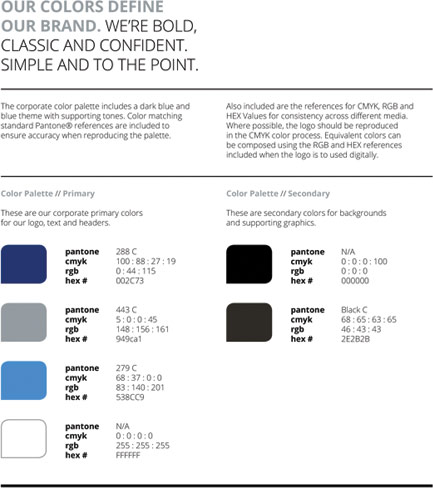 OUR COLORS DEFINE
OUR BRAND. WE'RE BOLD,
CLASSIC AND CONFIDENT.
SIMPLE AND TO THE POINT.
The corporate color palette includes a dark blue and
blue theme with supporting tones. Color matching
standard Pantone® references are included to
ensure accuracy when reproducing the palette.
Also included are the references for CMYK, RGB and
HEX Values for consistency across different media.
Where possible, the logo should be reproduced
in the CMYK color process. Equivalent colors can
be composed using the RGB and HEX references
included when the logo is to used digitally.
Color Palette // Primary
These are our corporate primary colors
for our logo, text and headers.
pantone 288 C
cmyk 100 : 88 : 27 : 19
rgb 0 : 44 : 115
hex # 002C73
pantone 443 C
cmyk 5 : 0 : 0 : 45
rgb 148 : 156 : 161
hex # 949ca1
pantone 279 C
cmyk 68 : 37 : 0 : 0
rgb 83 : 140 : 201
hex # 538CC9
pantone N/A
cmyk 0 : 0 : 0 : 0
rgb 255 : 255 : 255
hex # FFFFFF
Color Palette // Secondary
These are secondary colors for backgrounds
and supporting graphics.
pantone N/A
cmyk 0 : 0 : 0 : 100
rgb 0 : 0 : 0
hex # 000000
pantone Black C
cmyk 68 : 65 : 63 : 65
rgb 46 : 43 : 43
hex # 2E2B2B